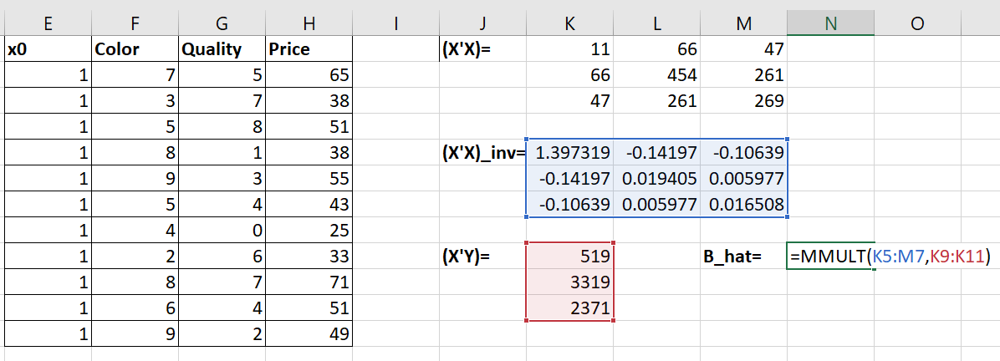 E F G H I J K L M N O
x0 Color Quality Price (X'X)= 11 66 47
1 7 5 65 66 454 261
1 3 7 38 47 261 269
1 5 8 51
1 8 1 38 (X'X)_inv= 1.397319 -0.14197 -0.10639
1 9 3 55 -0.14197 0.019405 0.005977
1 5 4 43 -0.10639 0.005977 0.016508
1 4 0 25
1 2 6 33 (X'Y)= 519 B_hat= =MMULT(K5:M7,K9:K11)
1 8 7 71 3319
1 6 4 51 2371
1 9 2 49